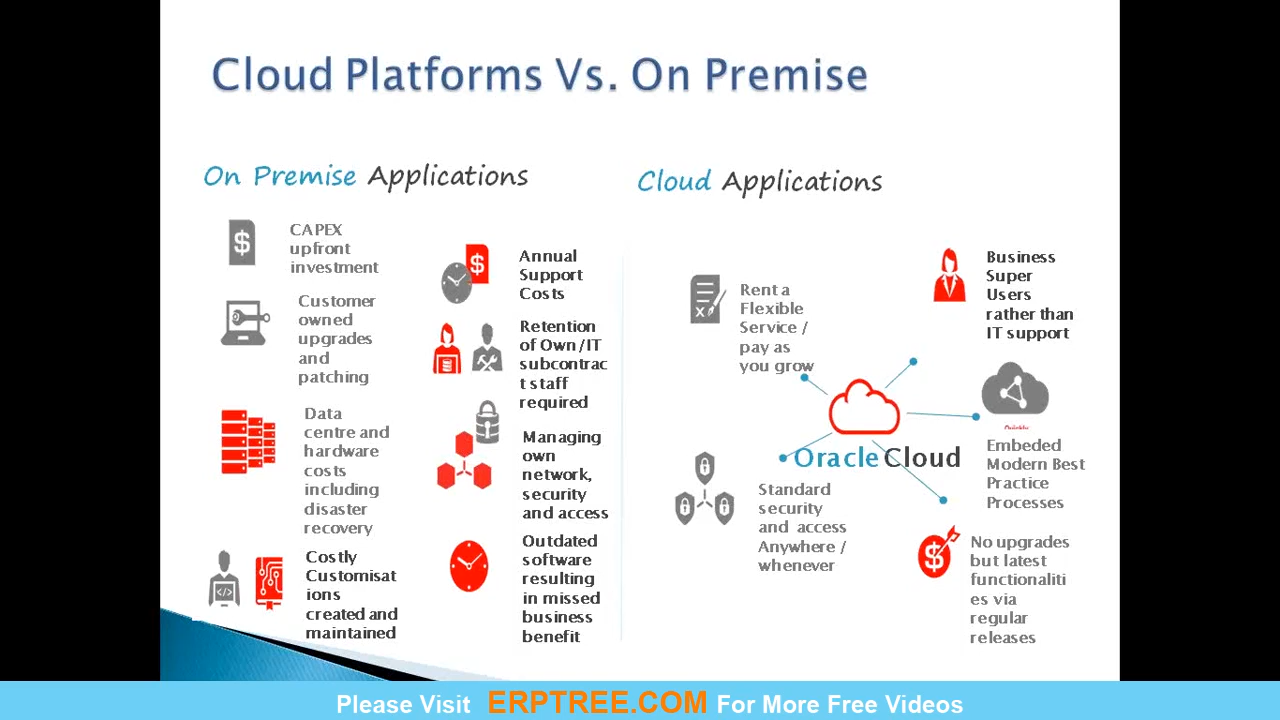 Cloud Platforms Vs. On Premise
On Premise Applications
CAPEX
upfront
investment
Customer
owned
upgrades
and
patching
Data
centre and
hardware
costs
including
disaster
recovery
Costly
Customisat
ions
created and
maintained
Annual
Support
Costs
Retention
of Own /IT
subcontrac
t staff
required
Managing
own
network,
security
and access
Outdated
software
resulting
in missed
business
benefit
Cloud Applications
Rent a
Flexible
Service /
pay as
you grow
Oracle Cloud
Standard
security
and access
Anywhere /
whenever
Business
Super
Users
rather than
IT support
Embeded
Modern Best
Practice
Processes
No upgrades
but latest
functionaliti
es via
regular
releases
Please Visit ERPTREE.COM For More Free Videos